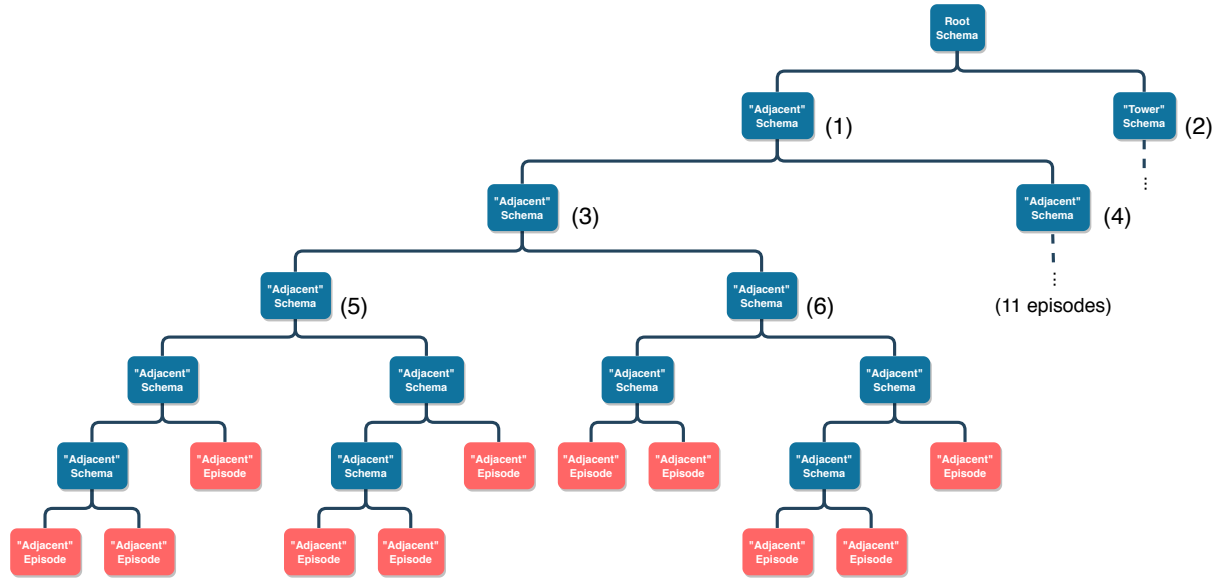 Root
Schema
"Adjacent"
Schema
(1)
"Tower"
Schema
(2)
⋮
"Adjacent"
Schema
(3)
"Adjacent"
Schema
(4)
⋮
(11 episodes)
"Adjacent"
Schema
(5)
"Adjacent"
Schema
(6)
"Adjacent"
Schema
"Adjacent"
Schema
"Adjacent"
Schema
"Adjacent"
Schema
"Adjacent"
Schema
"Adjacent"
Episode
"Adjacent"
Schema
"Adjacent"
Episode
"Adjacent"
Episode
"Adjacent"
Episode
"Adjacent"
Schema
"Adjacent"
Episode
"Adjacent"
Episode
"Adjacent"
Episode
"Adjacent"
Episode
"Adjacent"
Episode
"Adjacent"
Episode
"Adjacent"
Episode